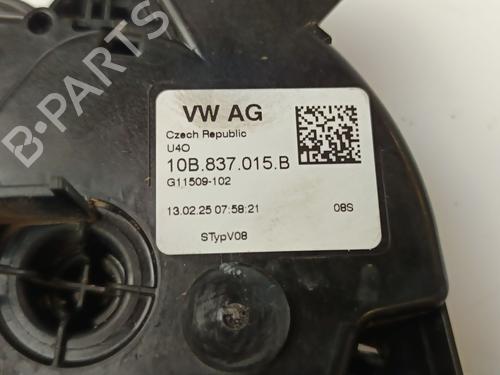 VW AG
Czech Republic
U4O
10B.837.015.B
G11509-102
13.02.25 07:58:21 08S
STypV08
B-PARTS